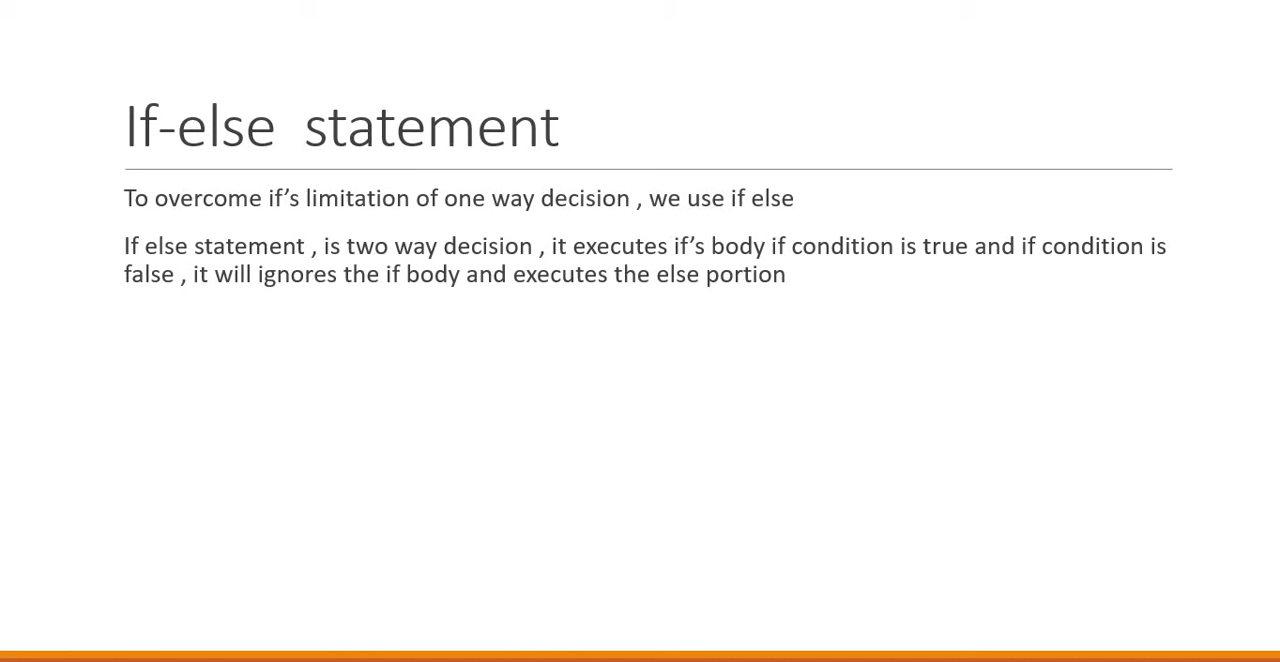 If-else  statement
To overcome if’s limitation of one way decision , we use if else
If else statement , is two way decision , it executes if’s body if condition is true and if condition is
false , it will ignores the if body and executes the else portion